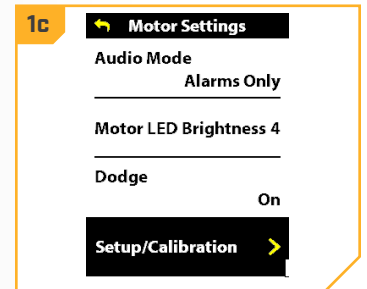 1c
Motor Settings
Audio Mode
Alarms Only
Motor LED Brightness 4
Dodge
On
Setup/Calibration